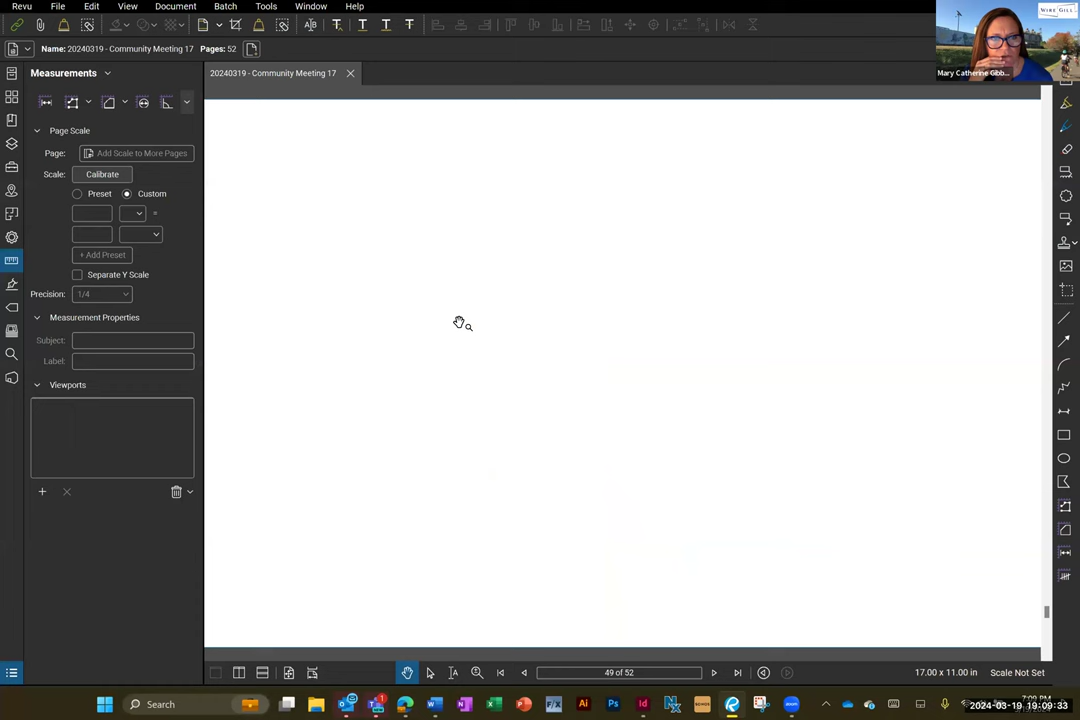 Revu File Edit View Document Batch Tools Window Help
WIRE GILL
Name: 20240319 - Community Meeting 17 Pages: 52
Mary Catherine Gibb...
Measurements
20240319 - Community Meeting 17
Page Scale
Page: Add Scale to More Pages
Scale: Calibrate
Preset Custom
=
+ Add Preset
Separate Y Scale
Precision: 1/4
Measurement Properties
Subject:
Label:
Viewports
49 of 52
17.00 x 11.00 in
Scale Not Set
Search
2024-03-19 19:09:33